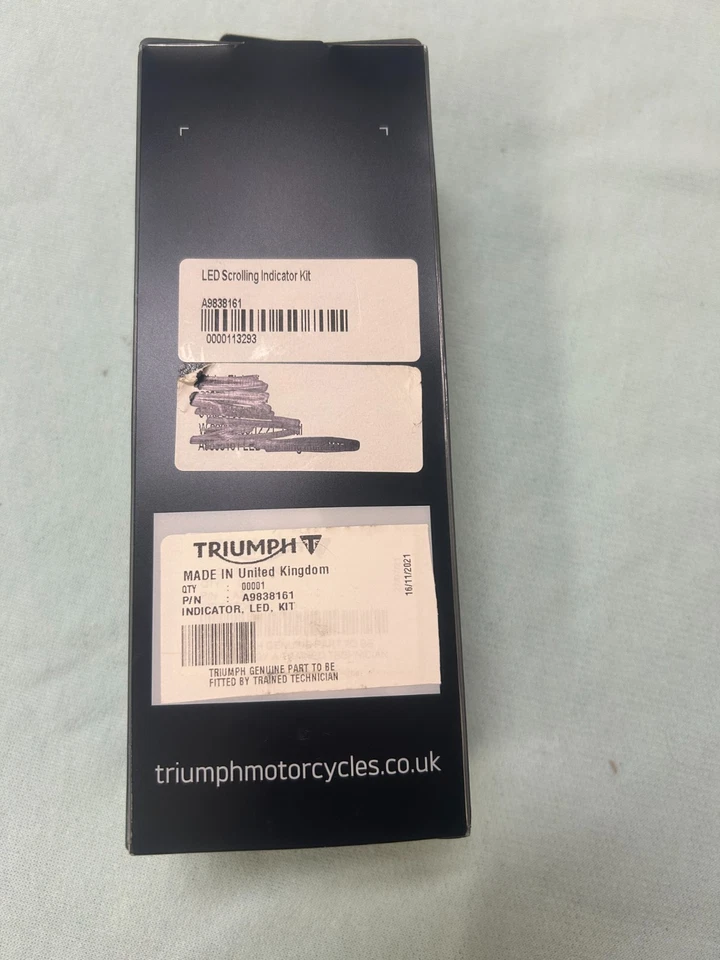 LED Scrolling Indicator Kit
A9838161
0000113293
TRIUMPH
MADE IN United Kingdom
QTY : 00001
P/N : A9838161
INDICATOR, LED, KIT
16/11/2021
TRIUMPH GENUINE PART TO BE
FITTED BY TRAINED TECHNICIAN
triumphmotorcycles.co.uk